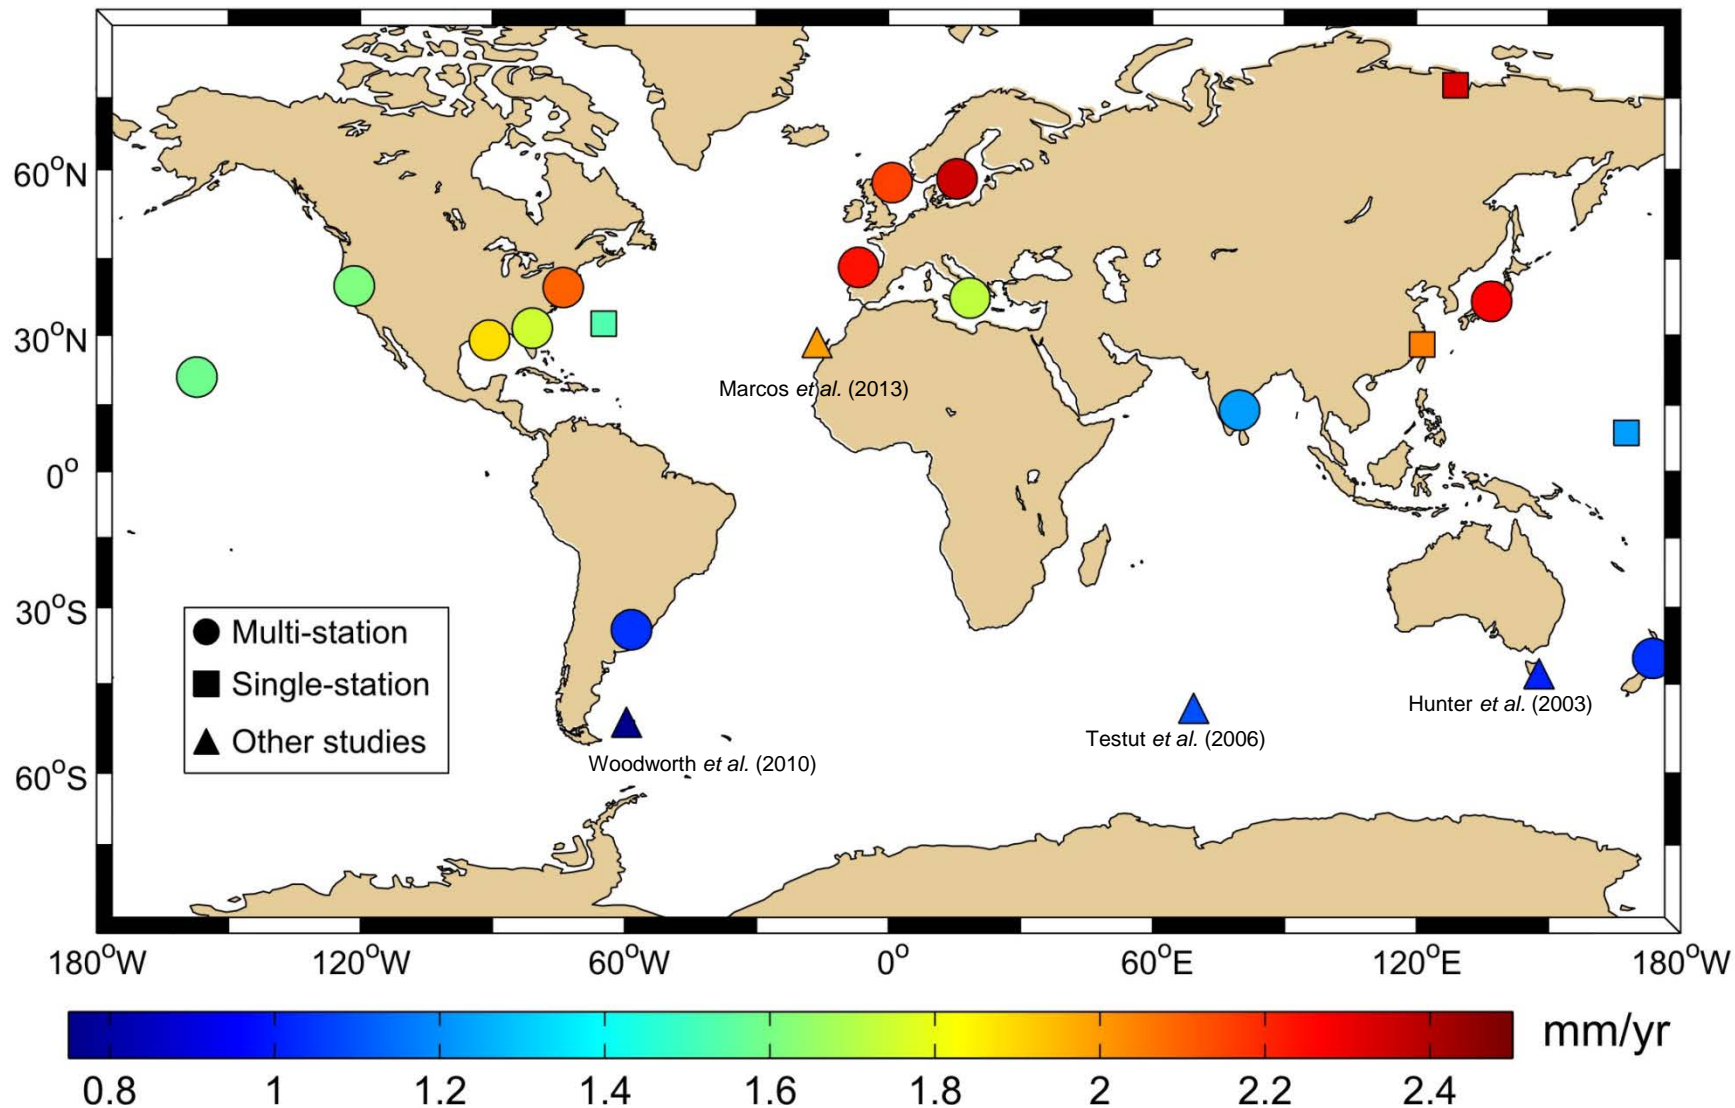 60°N
30°N
0°
30°S
60°S
Marcos et al. (2013)
Multi-station
Single-station
Other studies
Hunter et al. (2003)
Testut et al. (2006)
Woodworth et al. (2010)
180°W 120°W 60°W 0° 60°E 120°E 180°W
mm/yr
0.8 1 1.2 1.4 1.6 1.8 2 2.2 2.4